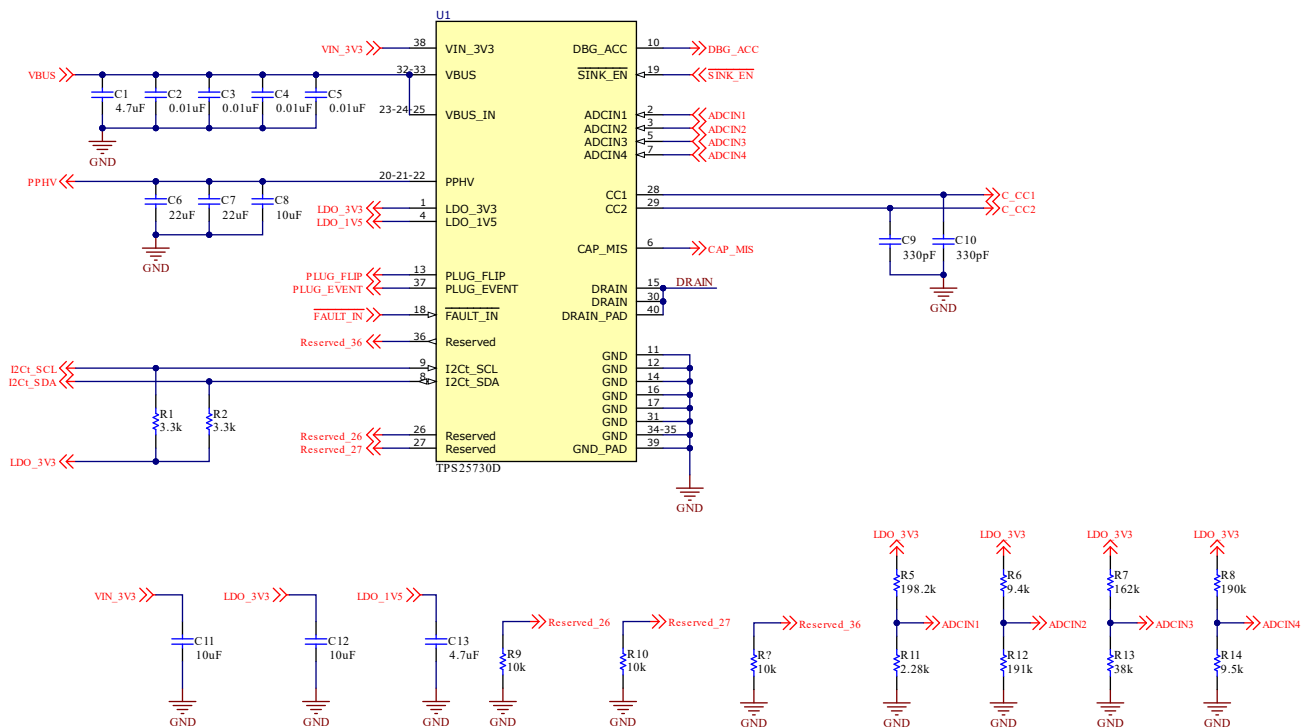 U1
VIN_3V3 38 VIN_3V3 DBG_ACC 10 DBG_ACC
VBUS 32-33 VBUS SINK_EN 19 SINK_EN
C1 C2 C3 C4 C5
4.7uF 0.01uF 0.01uF 0.01uF 0.01uF
23-24-25 VBUS_IN ADCIN1 2 ADCIN1
ADCIN2 3 ADCIN2
ADCIN3 5 ADCIN3
ADCIN4 7 ADCIN4
GND
PPHV 20-21-22 PPHV
CC1 28 C_CC1
C6 C7 C8
22uF 22uF 10uF
LDO_3V3 1 LDO_3V3 CC2 29 C_CC2
LDO_1V5 4 LDO_1V5
C9 C10
330pF 330pF
CAP_MIS 6 CAP_MIS
GND
PLUG_FLIP 13 PLUG_FLIP
PLUG_EVENT 37 PLUG_EVENT DRAIN 15 DRAIN
DRAIN 30
GND
FAULT_IN 18 FAULT_IN DRAIN_PAD 40
Reserved_36 36 Reserved
GND 11
I2Ct_SCL 9 I2Ct_SCL GND 12
I2Ct_SDA 8 I2Ct_SDA GND 14
GND 16
GND 17
R1 R2
3.3k 3.3k
GND 31
Reserved_26 26 Reserved GND 34-35
Reserved_27 27 Reserved GND_PAD 39
LDO_3V3
TPS25730D
GND
LDO_3V3 LDO_3V3 LDO_3V3 LDO_3V3
R5 R6 R7 R8
198.2k 9.4k 162k 190k
VIN_3V3 LDO_3V3 LDO_1V5
Reserved_26 Reserved_27 Reserved_36 ADCIN1 ADCIN2 ADCIN3 ADCIN4
C11 C12 C13
10uF 10uF 4.7uF
R9 R10 R? R11 R12 R13 R14
10k 10k 10k 2.28k 191k 38k 9.5k
GND GND GND GND GND GND GND GND GND GND